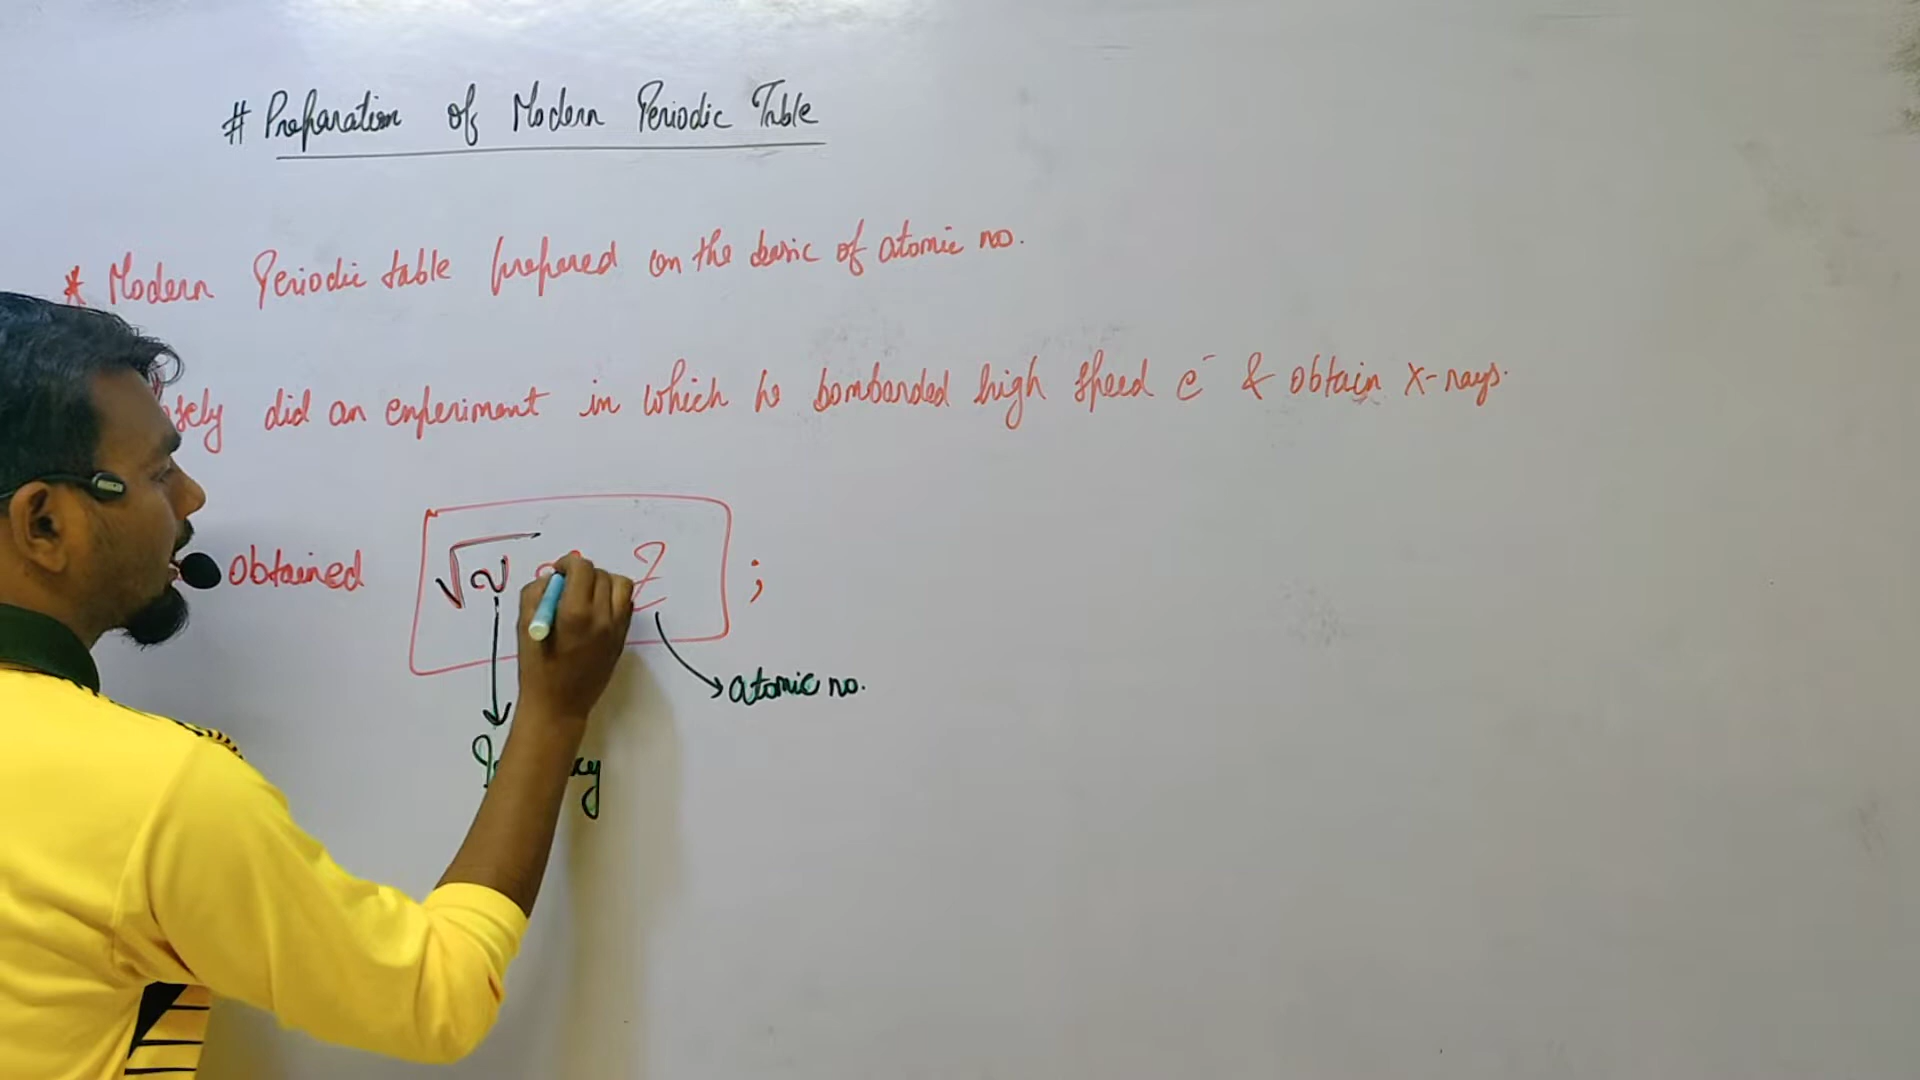 # Preparation of Modern Periodic Table
* Modern Periodic table prepared on the basic of atomic no.
sely did an experiment in which he bombarded high speed e⁻ & obtain x-rays.
Obtained √ν Z ;
atomic no.